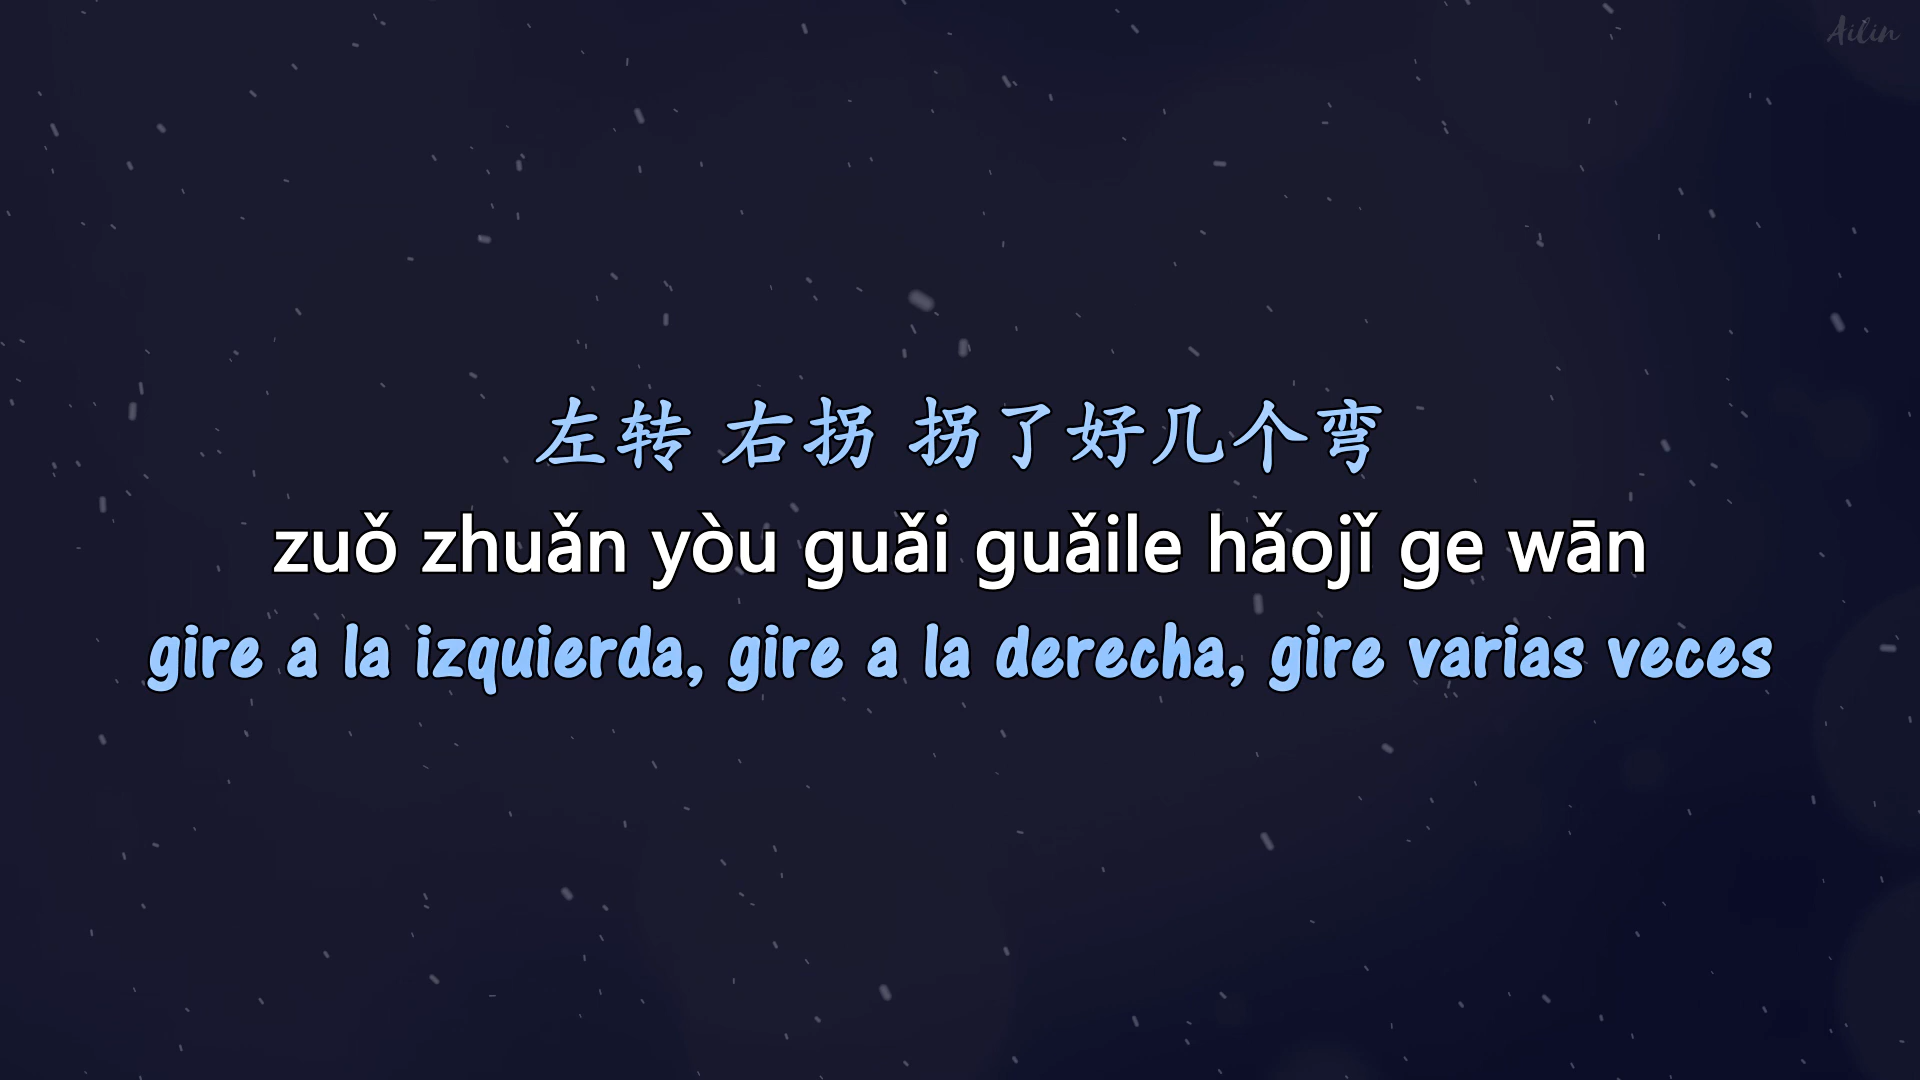 Ailin
左转 右拐 拐了好几个弯
zuǒ zhuǎn yòu guǎi guǎile hǎojǐ ge wān
gire a la izquierda, gire a la derecha, gire varias veces